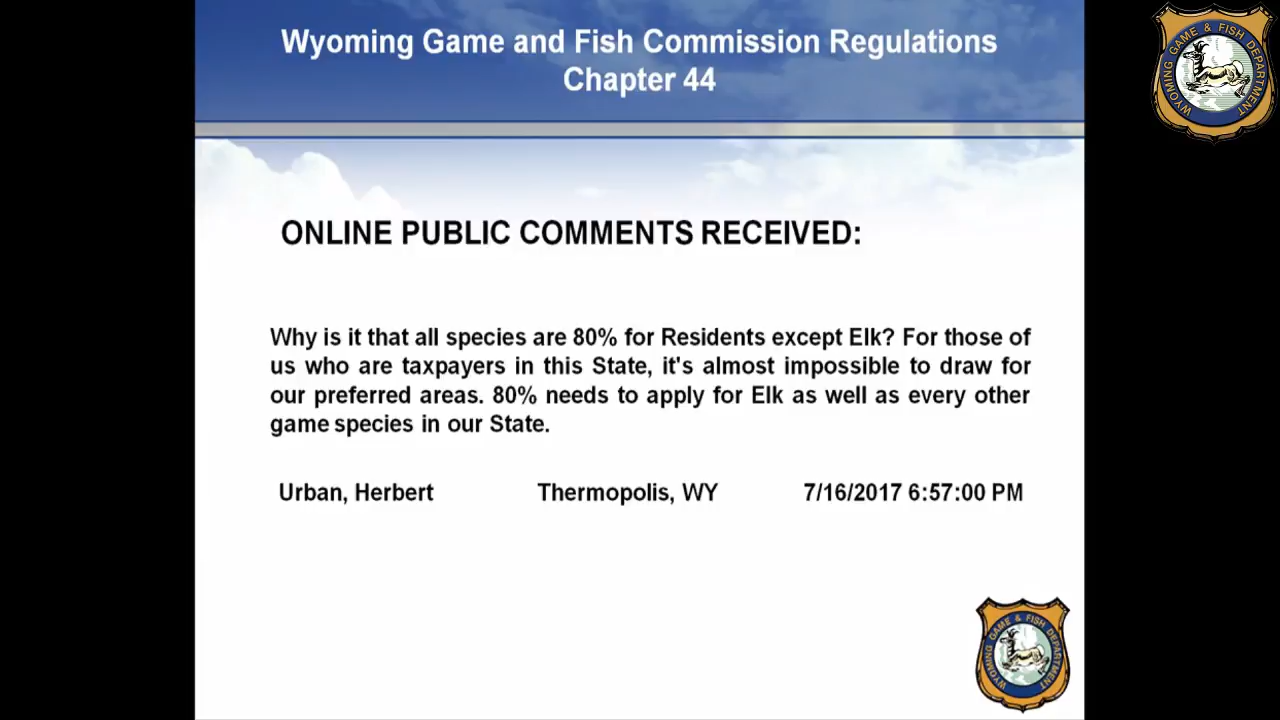 Wyoming Game and Fish Commission Regulations
Chapter 44
WYOMING GAME & FISH DEPARTMENT
ONLINE PUBLIC COMMENTS RECEIVED:
Why is it that all species are 80% for Residents except Elk? For those of
us who are taxpayers in this State, it's almost impossible to draw for
our preferred areas. 80% needs to apply for Elk as well as every other
game species in our State.
Urban, Herbert Thermopolis, WY 7/16/2017 6:57:00 PM
WYOMING GAME & FISH DEPARTMENT